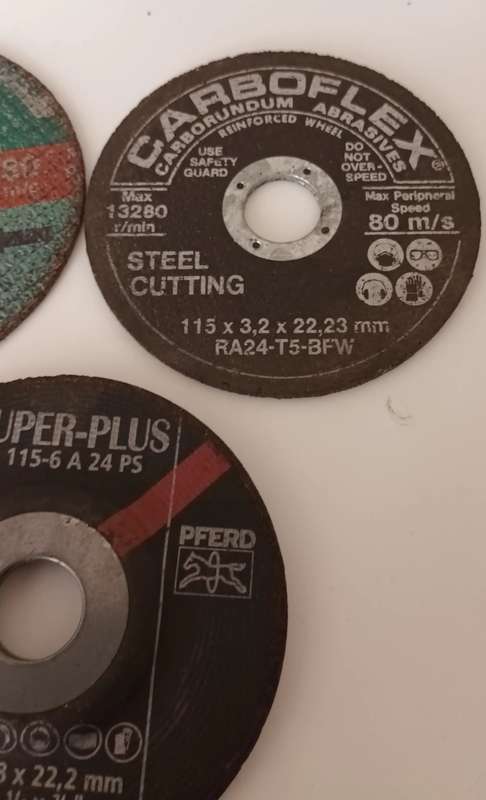 CARBOFLEX®
CARBORUNDUM ABRASIVES
REINFORCED WHEEL
USE
SAFETY
GUARD
DO
NOT
OVER-
SPEED
Max
13280
r/min
Max Peripheral
Speed
80 m/s
STEEL
CUTTING
115 x 3,2 x 22,23 mm
RA24-T5-BFW
UPER-PLUS
115-6 A 24 PS
PFERD
x 22,2 mm